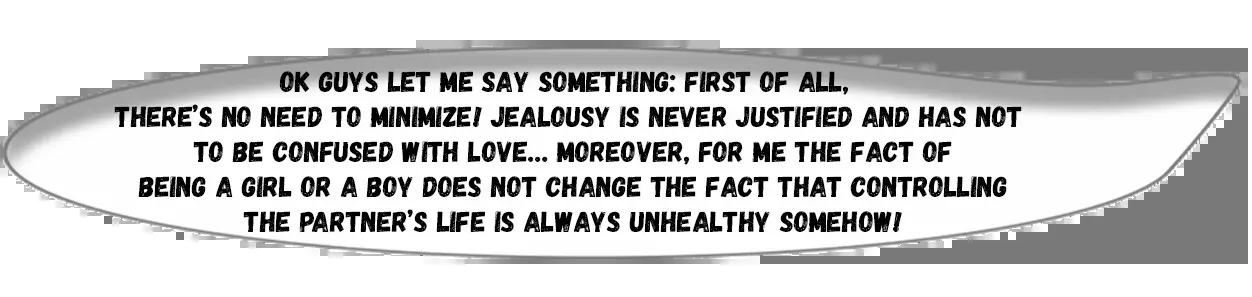 OK GUYS LET ME SAY SOMETHING: FIRST OF ALL,
THERE'S NO NEED TO MINIMIZE! JEALOUSY IS NEVER JUSTIFIED AND HAS NOT
TO BE CONFUSED WITH LOVE... MOREOVER, FOR ME THE FACT OF
BEING A GIRL OR A BOY DOES NOT CHANGE THE FACT THAT CONTROLLING
THE PARTNER'S LIFE IS ALWAYS UNHEALTHY SOMEHOW!